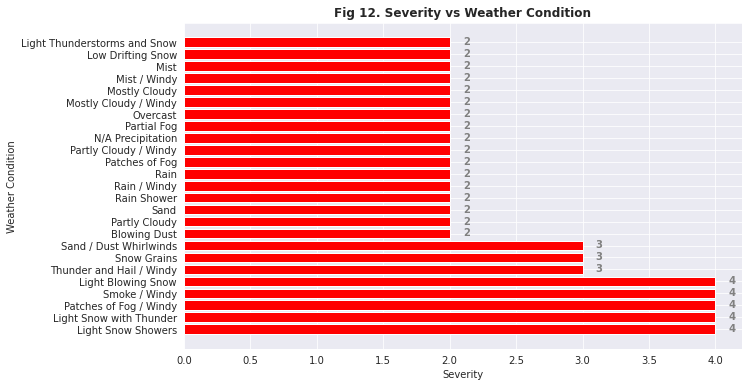 Fig 12. Severity vs Weather Condition
Light Thunderstorms and Snow 2
Low Drifting Snow 2
Mist 2
Mist / Windy 2
Mostly Cloudy 2
Mostly Cloudy / Windy 2
Overcast 2
Partial Fog 2
N/A Precipitation 2
Partly Cloudy / Windy 2
Patches of Fog 2
Rain 2
Rain / Windy 2
Rain Shower 2
Sand 2
Partly Cloudy 2
Blowing Dust 2
Sand / Dust Whirlwinds 3
Snow Grains 3
Thunder and Hail / Windy 3
Light Blowing Snow 4
Smoke / Windy 4
Patches of Fog / Windy 4
Light Snow with Thunder 4
Light Snow Showers 4
Weather Condition
0.0 0.5 1.0 1.5 2.0 2.5 3.0 3.5 4.0
Severity